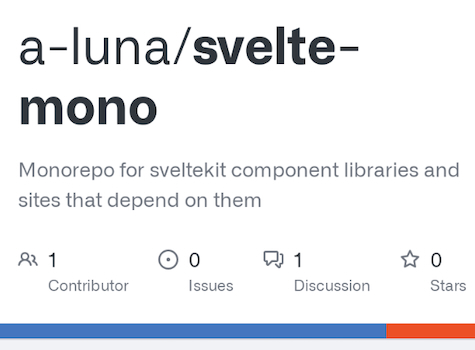 a-luna/svelte-
mono
Monorepo for sveltekit component libraries and
sites that depend on them
1 0 1 0
Contributor Issues Discussion Stars